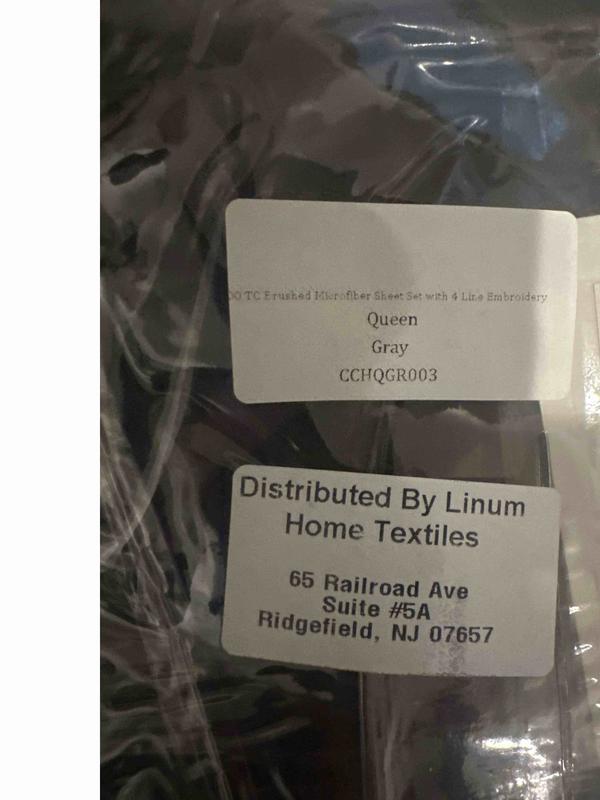 00 TC Brushed Microfiber Sheet Set with 4 Line Embroidery
Queen
Gray
CCHQGR003
Distributed By Linum
Home Textiles
65 Railroad Ave
Suite #5A
Ridgefield, NJ 07657